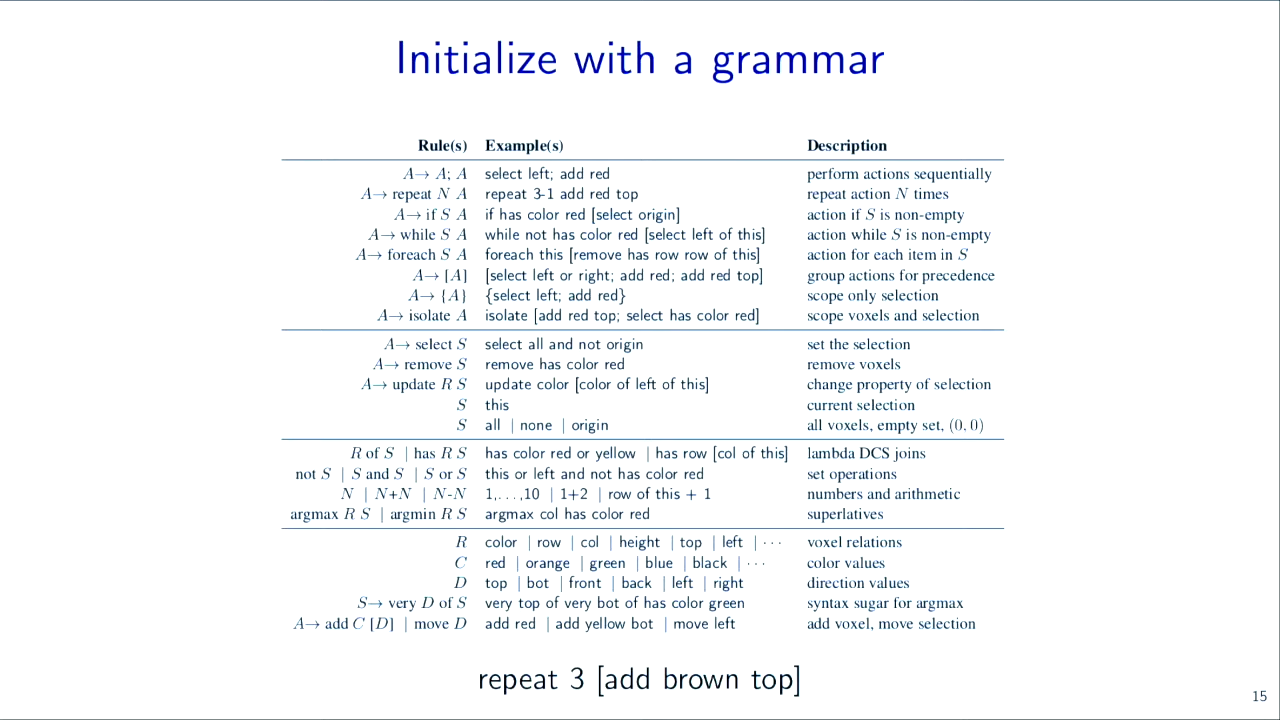 Initialize with a grammar
Rule(s) Example(s) Description
A→ A; A select left; add red perform actions sequentially
A→ repeat N A repeat 3-1 add red top repeat action N times
A→ if S A if has color red [select origin] action if S is non-empty
A→ while S A while not has color red [select left of this] action while S is non-empty
A→ foreach S A foreach this [remove has row row of this] action for each item in S
A→ [A] [select left or right; add red; add red top] group actions for precedence
A→ {A} {select left; add red} scope only selection
A→ isolate A isolate [add red top; select has color red] scope voxels and selection
A→ select S select all and not origin set the selection
A→ remove S remove has color red remove voxels
A→ update R S update color [color of left of this] change property of selection
S this current selection
S all | none | origin all voxels, empty set, (0, 0)
R of S | has R S has color red or yellow | has row [col of this] lambda DCS joins
not S | S and S | S or S this or left and not has color red set operations
N | N+N | N-N 1,...,10 | 1+2 | row of this + 1 numbers and arithmetic
argmax R S | argmin R S argmax col has color red superlatives
R color | row | col | height | top | left | ··· voxel relations
C red | orange | green | blue | black | ··· color values
D top | bot | front | back | left | right direction values
S→ very D of S very top of very bot of has color green syntax sugar for argmax
A→ add C [D] | move D add red | add yellow bot | move left add voxel, move selection
repeat 3 [add brown top]
15